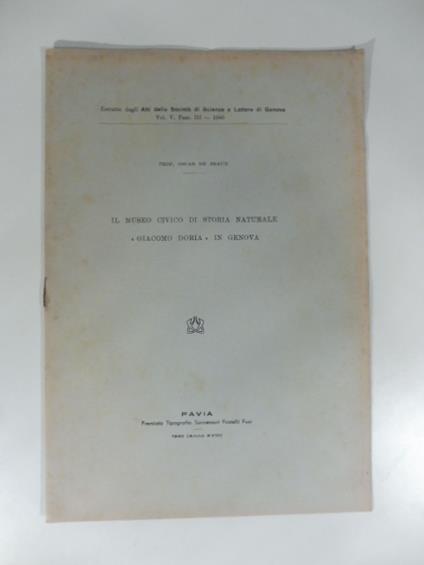 Estratto dagli Atti della Società di Scienze e Lettere di Genova
Vol. V, Fasc. III — 1940
PROF. OSCAR DE BEAUX
IL MUSEO CIVICO DI STORIA NATURALE
« GIACOMO DORIA » IN GENOVA
PAVIA
Premiata Tipografia Successori Fratelli Fusi
1940 (Anno XVIII)